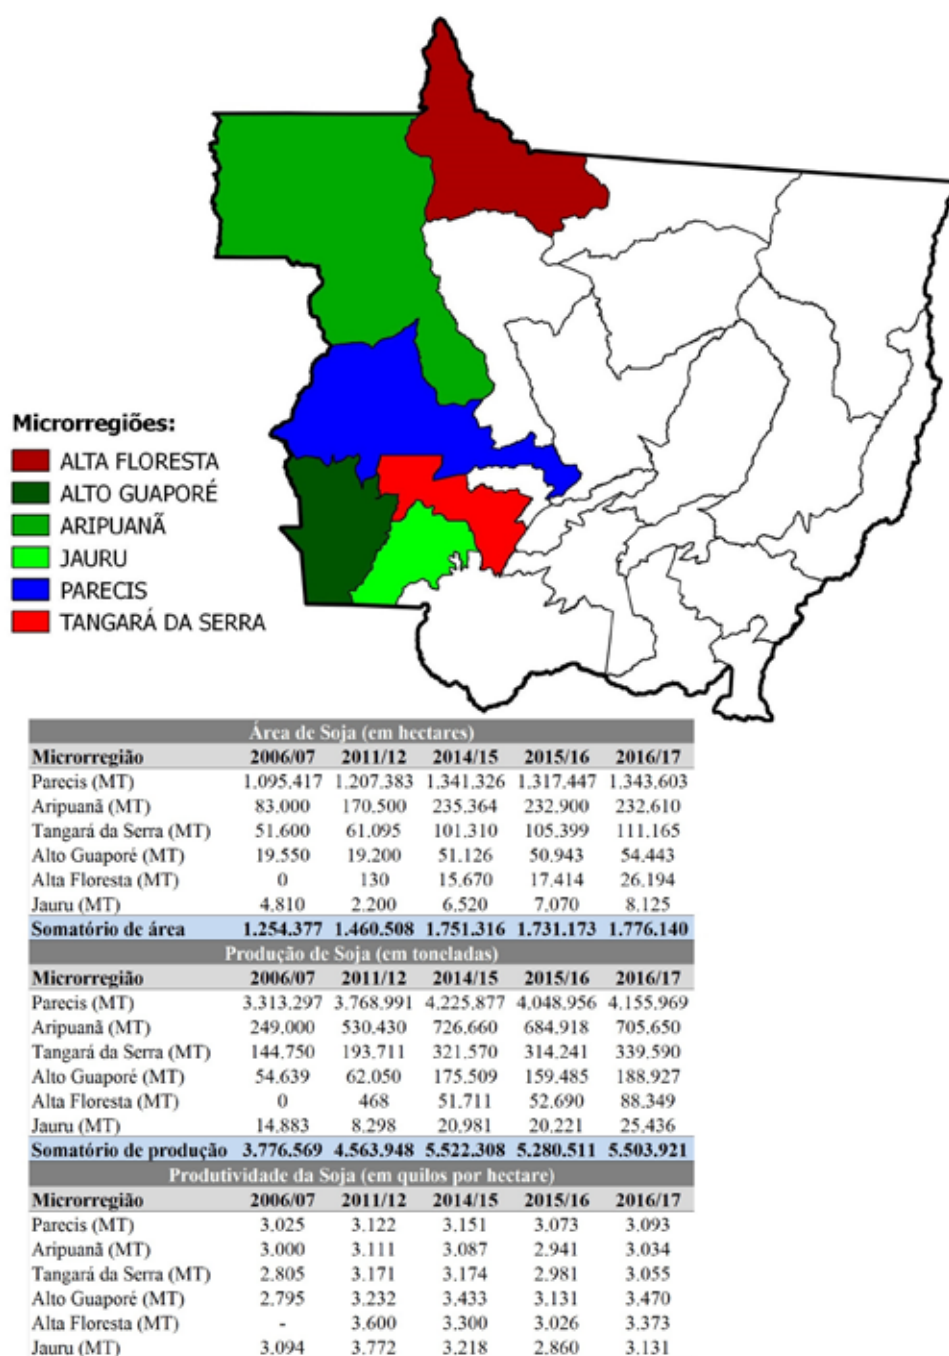 Microrregiões:
ALTA FLORESTA
ALTO GUAPORÉ
ARIPUANÃ
JAURU
PARECIS
TANGARÁ DA SERRA
Área de Soja (em hectares)
Microrregião 2006/07 2011/12 2014/15 2015/16 2016/17
Parecis (MT) 1.095.417 1.207.383 1.341.326 1.317.447 1.343.603
Aripuanã (MT) 83.000 170.500 235.364 232.900 232.610
Tangará da Serra (MT) 51.600 61.095 101.310 105.399 111.165
Alto Guaporé (MT) 19.550 19.200 51.126 50.943 54.443
Alta Floresta (MT) 0 130 15.670 17.414 26.194
Jauru (MT) 4.810 2.200 6.520 7.070 8.125
Somatório de área 1.254.377 1.460.508 1.751.316 1.731.173 1.776.140
Produção de Soja (em toneladas)
Microrregião 2006/07 2011/12 2014/15 2015/16 2016/17
Parecis (MT) 3.313.297 3.768.991 4.225.877 4.048.956 4.155.969
Aripuanã (MT) 249.000 530.430 726.660 684.918 705.650
Tangará da Serra (MT) 144.750 193.711 321.570 314.241 339.590
Alto Guaporé (MT) 54.639 62.050 175.509 159.485 188.927
Alta Floresta (MT) 0 468 51.711 52.690 88.349
Jauru (MT) 14.883 8.298 20.981 20.221 25.436
Somatório de produção 3.776.569 4.563.948 5.522.308 5.280.511 5.503.921
Produtividade da Soja (em quilos por hectare)
Microrregião 2006/07 2011/12 2014/15 2015/16 2016/17
Parecis (MT) 3.025 3.122 3.151 3.073 3.093
Aripuanã (MT) 3.000 3.111 3.087 2.941 3.034
Tangará da Serra (MT) 2.805 3.171 3.174 2.981 3.055
Alto Guaporé (MT) 2.795 3.232 3.433 3.131 3.470
Alta Floresta (MT) - 3.600 3.300 3.026 3.373
Jauru (MT) 3.094 3.772 3.218 2.860 3.131